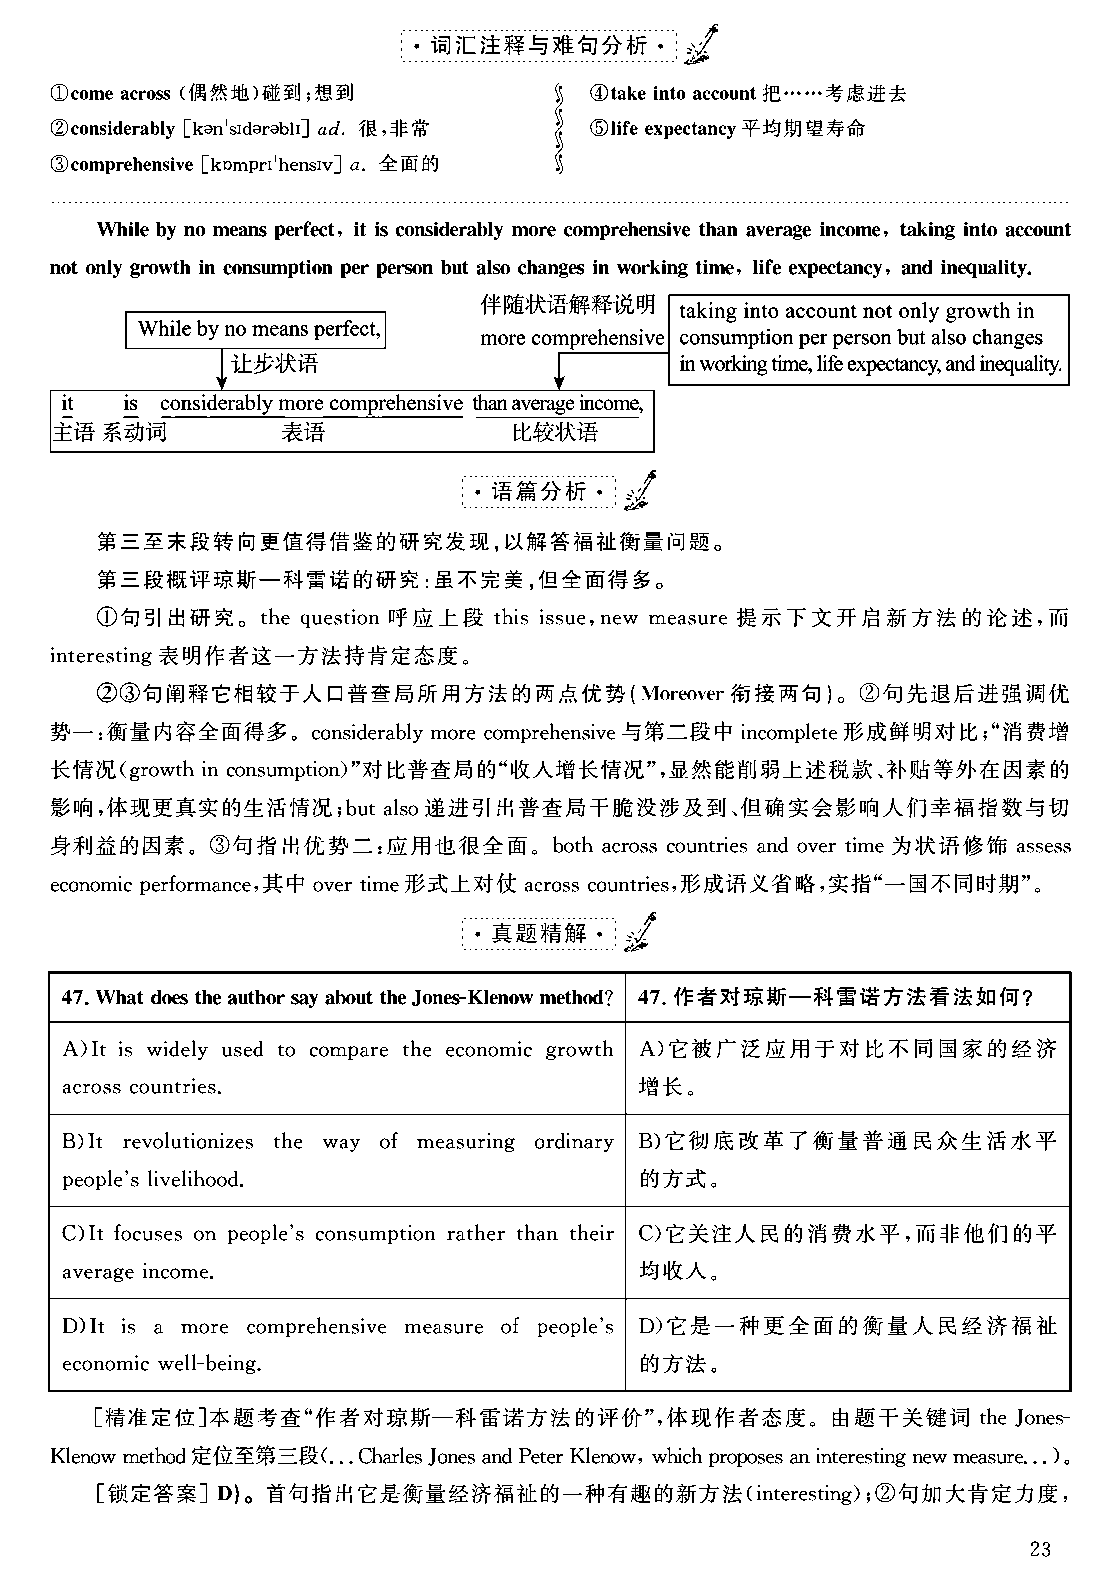 ·词汇注释与难句分析·
①come across (偶然地)碰到;想到
②considerably [kənˈsɪdərəblɪ] ad. 很,非常
③comprehensive [kɒmprɪˈhensɪv] a. 全面的
④take into account 把……考虑进去
⑤life expectancy 平均期望寿命
While by no means perfect, it is considerably more comprehensive than average income, taking into account
not only growth in consumption per person but also changes in working time, life expectancy, and inequality.
While by no means perfect,
让步状语
伴随状语解释说明
more comprehensive
taking into account not only growth in
consumption per person but also changes
in working time, life expectancy, and inequality.
it is considerably more comprehensive than average income,
主语 系动词 表语 比较状语
·语篇分析·
第三至末段转向更值得借鉴的研究发现,以解答福祉衡量问题。
第三段概评琼斯—科雷诺的研究:虽不完美,但全面得多。
①句引出研究。the question 呼应上段 this issue,new measure 提示下文开启新方法的论述,而
interesting 表明作者这一方法持肯定态度。
②③句阐释它相较于人口普查局所用方法的两点优势(Moreover 衔接两句)。②句先退后进强调优
势一:衡量内容全面得多。considerably more comprehensive 与第二段中 incomplete 形成鲜明对比;“消费增
长情况(growth in consumption)”对比普查局的“收入增长情况”,显然能削弱上述税款、补贴等外在因素的
影响,体现更真实的生活情况;but also 递进引出普查局干脆没涉及到、但确实会影响人们幸福指数与切
身利益的因素。③句指出优势二:应用也很全面。both across countries and over time 为状语修饰 assess
economic performance,其中 over time 形式上对仗 across countries,形成语义省略,实指“一国不同时期”。
·真题精解·
47. What does the author say about the Jones-Klenow method?
47. 作者对琼斯—科雷诺方法看法如何?
A)It is widely used to compare the economic growth
across countries.
A)它被广泛应用于对比不同国家的经济
增长。
B)It revolutionizes the way of measuring ordinary
people's livelihood.
B)它彻底改革了衡量普通民众生活水平
的方式。
C)It focuses on people's consumption rather than their
average income.
C)它关注人民的消费水平,而非他们的平
均收入。
D)It is a more comprehensive measure of people's
economic well-being.
D)它是一种更全面的衡量人民经济福祉
的方法。
[精准定位]本题考查“作者对琼斯—科雷诺方法的评价”,体现作者态度。由题干关键词 the Jones-
Klenow method 定位至第三段(...Charles Jones and Peter Klenow, which proposes an interesting new measure...)。
[锁定答案] D)。首句指出它是衡量经济福祉的一种有趣的新方法(interesting);②句加大肯定力度,
23